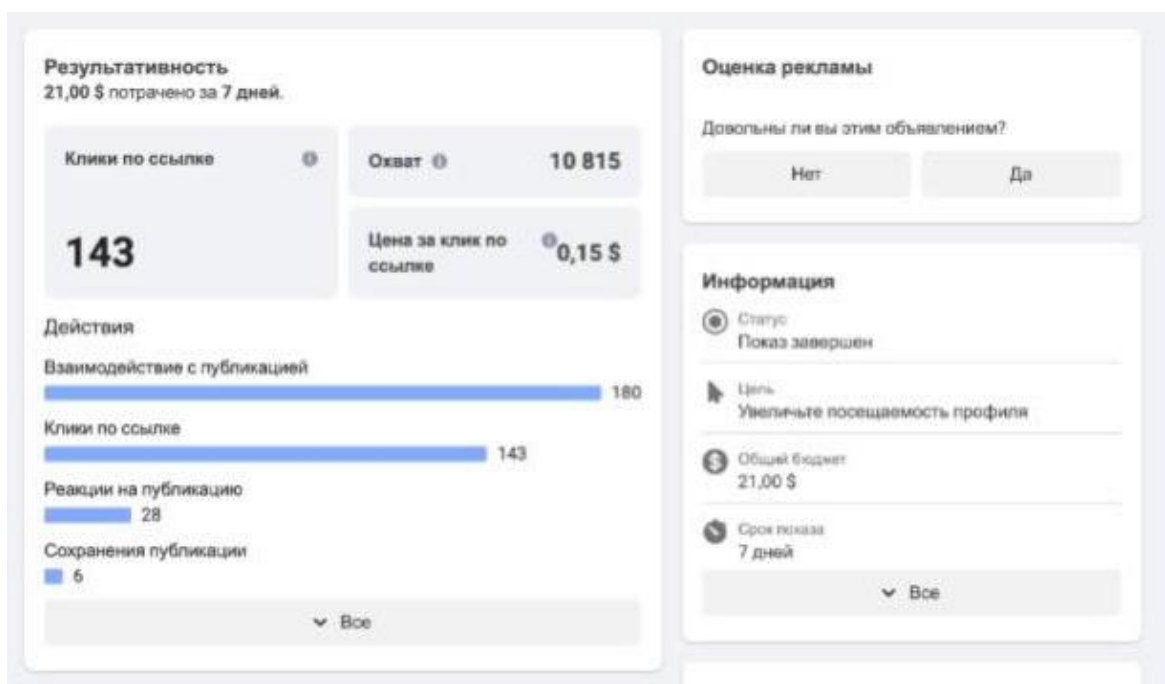 Результативность
21,00 $ потрачено за 7 дней.
Клики по ссылке
143
Охват
10 815
Цена за клик по
ссылке
0,15 $
Действия
Взаимодействие с публикацией
180
Клики по ссылке
143
Реакции на публикацию
28
Сохранения публикации
6
Все
Оценка рекламы
Довольны ли вы этим объявлением?
Нет
Да
Информация
Статус
Показ завершен
Цель
Увеличьте посещаемость профиля
Общий бюджет
21,00 $
Срок показа
7 дней
Все